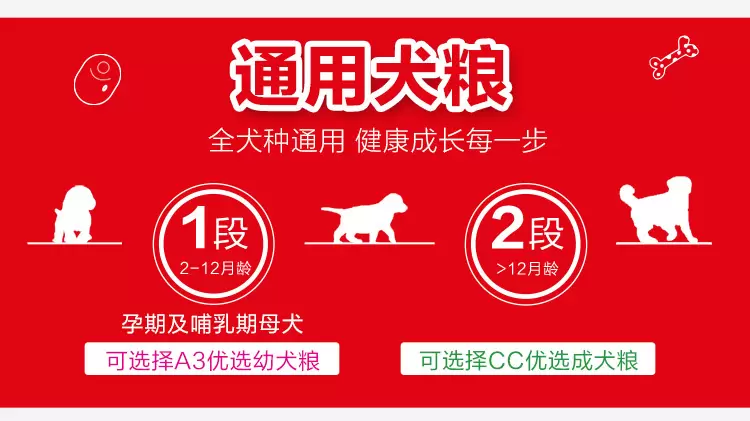 通用犬粮
全犬种通用 健康成长每一步
1段
2-12月龄
2段
>12月龄
孕期及哺乳期母犬
可选择A3优选幼犬粮
可选择CC优选成犬粮